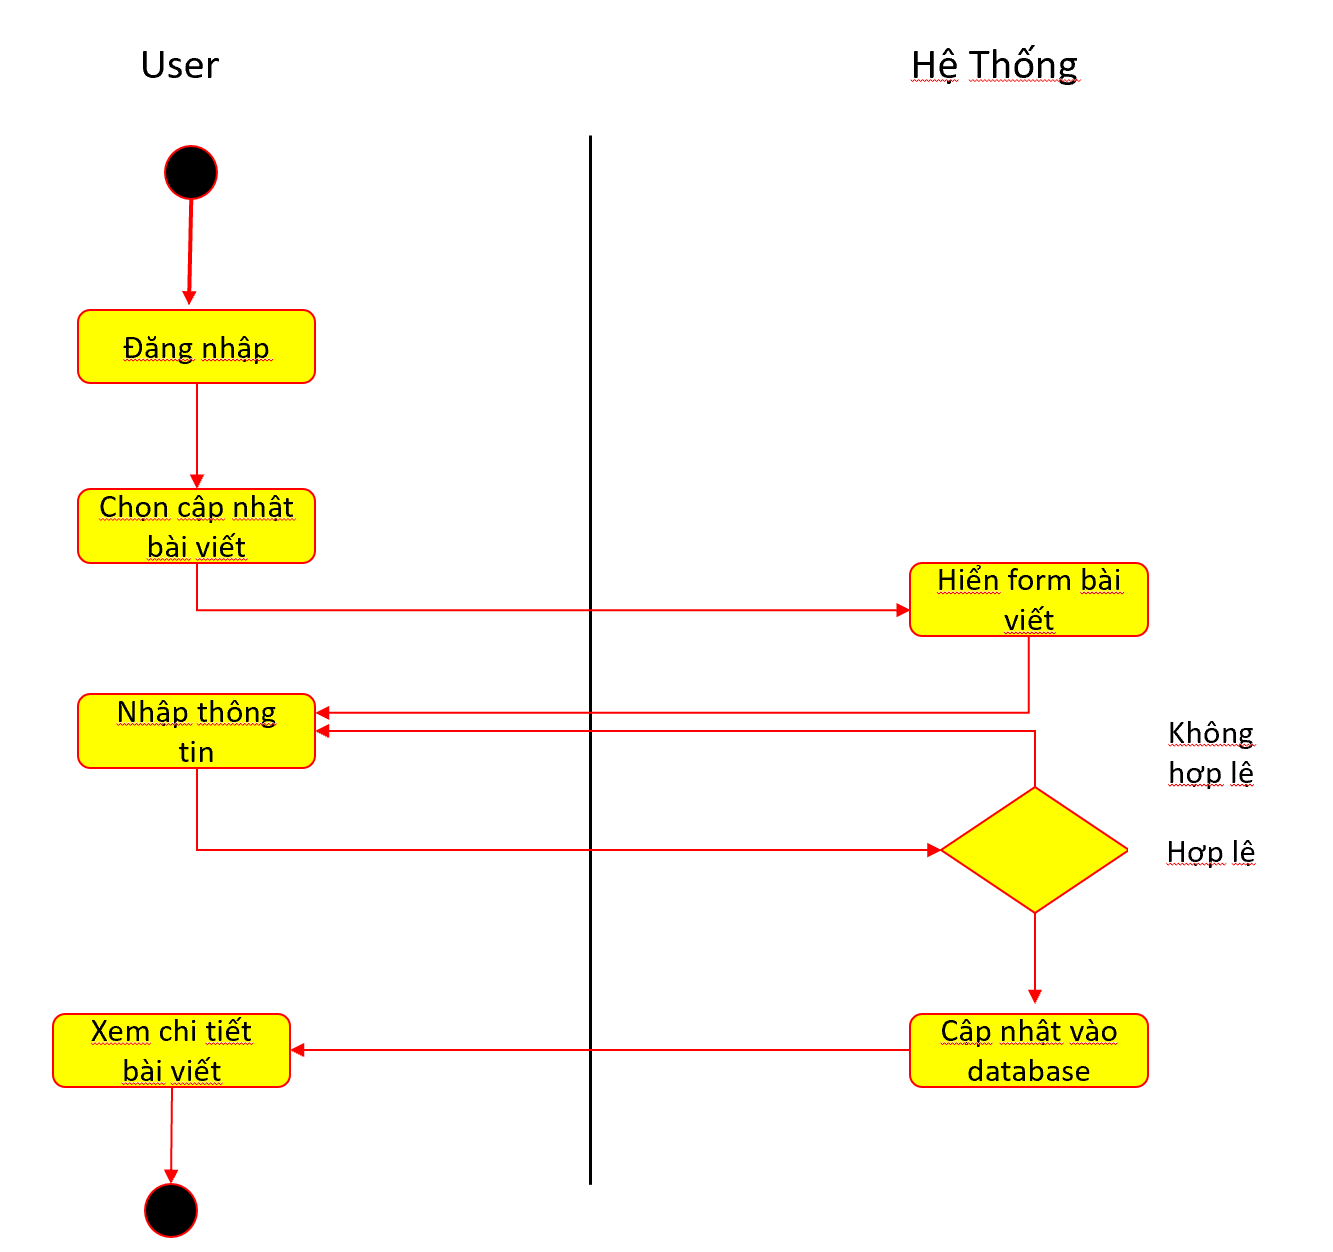 User
Hệ Thống
Đăng nhập
Chọn cập nhật
bài viết
Hiển form bài
viết
Nhập thông
tin
Không
hợp lệ
Hợp lệ
Xem chi tiết
bài viết
Cập nhật vào
database